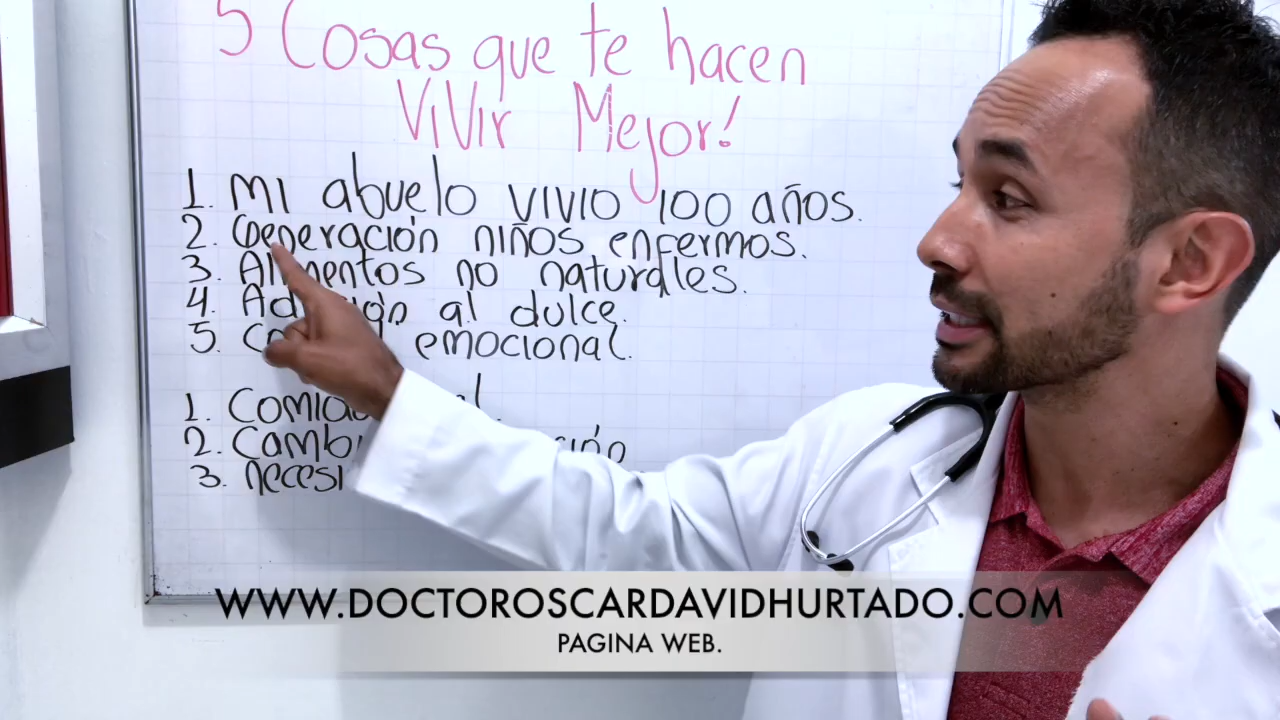 5 Cosas que te hacen
ViVir Mejor!
1. Mi abuelo vivio 100 años.
2. Generación niños enfermos.
3. Alimentos no naturales.
4. al dulce.
5. emocional.
1.
2.
3.
WWW.DOCTOROSCARDAVIDHURTADO.COM
PAGINA WEB.